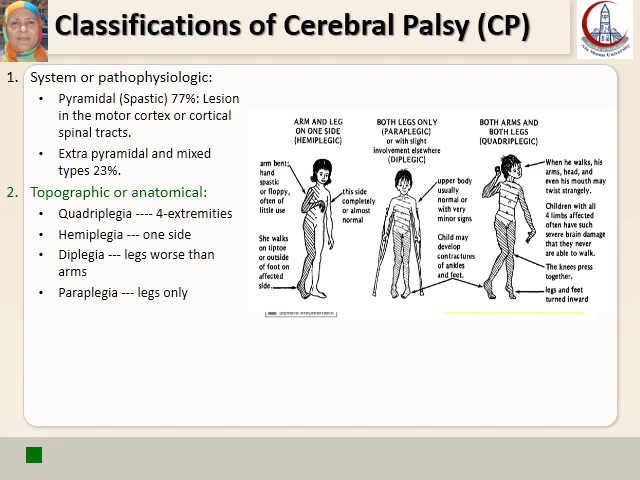 Classifications of Cerebral Palsy (CP)
1. System or pathophysiologic:
• Pyramidal (Spastic) 77%: Lesion
in the motor cortex or cortical
spinal tracts.
• Extra pyramidal and mixed
types 23%.
2. Topographic or anatomical:
• Quadriplegia ---- 4-extremities
• Hemiplegia --- one side
• Diplegia --- legs worse than
arms
• Paraplegia --- legs only
ARM AND LEG
ON ONE SIDE
(HEMIPLEGIC)
arm bent;
hand
spastic
or floppy,
often of
little use
this side
completely
or almost
normal
She walks
on tiptoe
or outside
of foot on
affected
side.
BOTH LEGS ONLY
(PARAPLEGIC)
or with slight
involvement elsewhere
(DIPLEGIC)
upper body
usually
normal or
with very
minor signs
Child may
develop
contractures
of ankles
and feet.
BOTH ARMS AND
BOTH LEGS
(QUADRIPLEGIC)
When he walks, his
arms, head, and
even his mouth may
twist strangely.
Children with all
4 limbs affected
often have such
severe brain damage
that they never
are able to walk.
The knees press
together.
legs and feet
turned inward